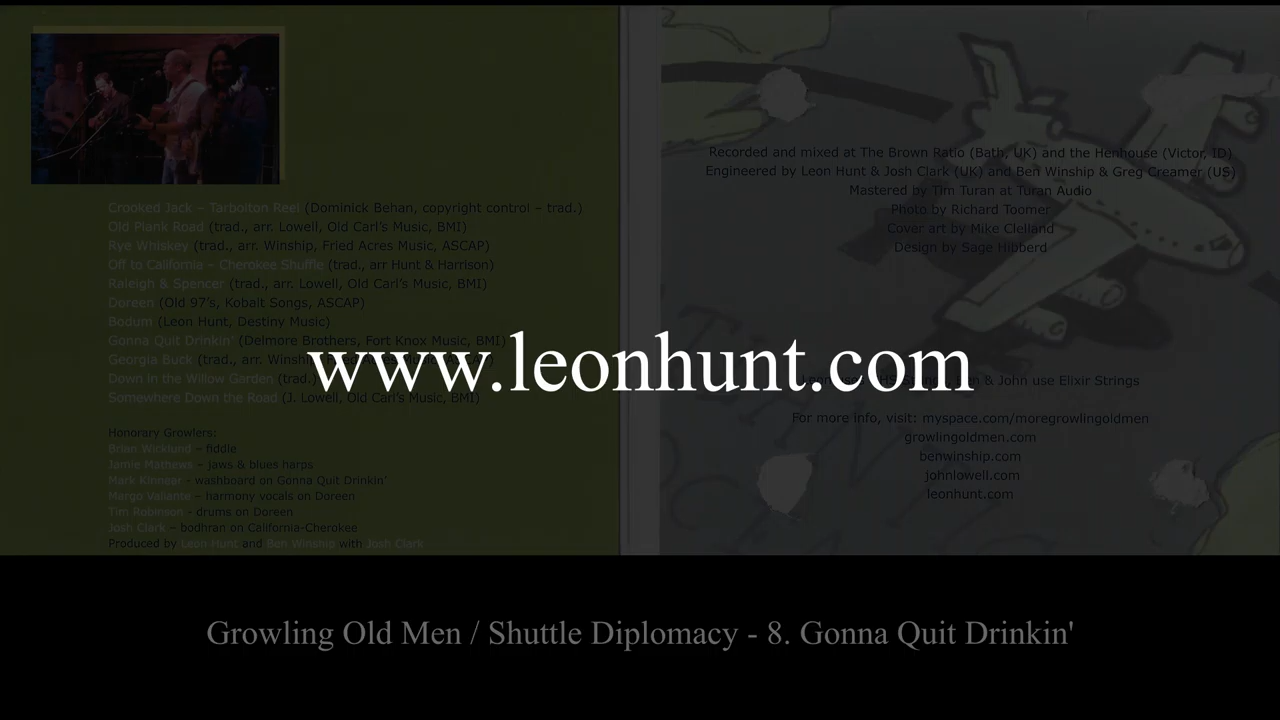 Crooked Jack – Tarbolton Reel (Dominick Behan, copyright control – trad.)
Old Plank Road (trad., arr. Lowell, Old Carl's Music, BMI)
Rye Whiskey (trad., arr. Winship, Fried Acres Music, ASCAP)
Off to California – Cherokee Shuffle (trad., arr Hunt & Harrison)
Raleigh & Spencer (trad., arr. Lowell, Old Carl's Music, BMI)
Doreen (Old 97's, Kobalt Songs, ASCAP)
Bodum (Leon Hunt, Destiny Music)
Gonna Quit Drinkin' (Delmore Brothers, Fort Knox Music, BMI)
Georgia Buck (trad., arr. Winship, Fried Acres Music, ASCAP)
Down in the Willow Garden (trad.)
Somewhere Down the Road (J. Lowell, Old Carl's Music, BMI)
Honorary Growlers:
Brian Wicklund – fiddle
Jamie Mathews – jaws & blues harps
Mark Kinnear - washboard on Gonna Quit Drinkin'
Margo Valiante – harmony vocals on Doreen
Tim Robinson - drums on Doreen
Josh Clark – bodhran on California-Cherokee
Produced by Leon Hunt and Ben Winship with Josh Clark
Recorded and mixed at The Brown Ratio (Bath, UK) and the Henhouse (Victor, ID)
Engineered by Leon Hunt & Josh Clark (UK) and Ben Winship & Greg Creamer (US)
Mastered by Tim Turan at Turan Audio
Photo by Richard Toomer
Cover art by Mike Clelland
Design by Sage Hibberd
& John use Elixir Strings
For more info, visit: myspace.com/moregrowlingoldmen
growlingoldmen.com
benwinship.com
johnlowell.com
leonhunt.com
www.leonhunt.com
Growling Old Men / Shuttle Diplomacy - 8. Gonna Quit Drinkin'